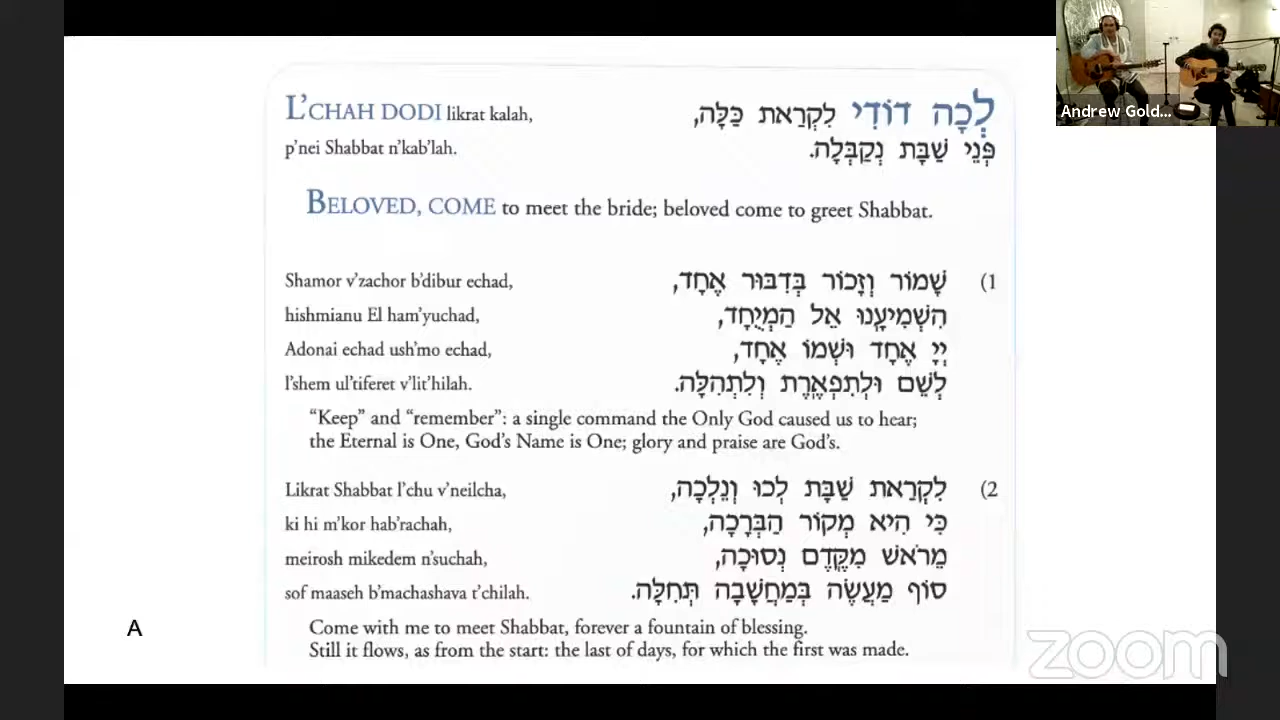 L'CHAH DODI likrat kalah,
p'nei Shabbat n'kab'lah.
לְכָה דוֹדִי לִקְרַאת כַּלָּה,
פְּנֵי שַׁבָּת נְקַבְּלָה.
BELOVED, COME to meet the bride; beloved come to greet Shabbat.
Shamor v'zachor b'dibur echad,
hishmianu El ham'yuchad,
Adonai echad ush'mo echad,
l'shem ul'tiferet v'lit'hilah.
1) שָׁמוֹר וְזָכוֹר בְּדִבּוּר אֶחָד,
הִשְׁמִיעָֽנוּ אֵל הַמְיֻחָד,
יְיָ אֶחָד וּשְׁמוֹ אֶחָד,
לְשֵׁם וּלְתִפְאֶֽרֶת וְלִתְהִלָּה.
"Keep" and "remember": a single command the Only God caused us to hear;
the Eternal is One, God's Name is One; glory and praise are God's.
Likrat Shabbat l'chu v'neilcha,
ki hi m'kor hab'rachah,
meirosh mikedem n'suchah,
sof maaseh b'machashava t'chilah.
2) לִקְרַאת שַׁבָּת לְכוּ וְנֵלְכָה,
כִּי הִיא מְקוֹר הַבְּרָכָה,
מֵרֹאשׁ מִקֶּֽדֶם נְסוּכָה,
סוֹף מַעֲשֶׂה בְּמַחֲשָׁבָה תְּחִלָּה.
Come with me to meet Shabbat, forever a fountain of blessing.
Still it flows, as from the start: the last of days, for which the first was made.
A
Andrew Gold...
zoom